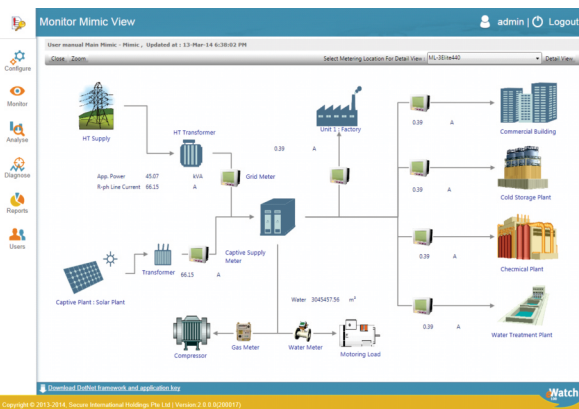 Monitor Mimic View
admin | Logout
User manual Main Mimic - Mimic , Updated at : 13-Mar-14 6:38:02 PM
Close Zoom
Select Metering Location For Detail View : ML-3Elite440
Detail View
Configure
Monitor
Analyse
Diagnose
Reports
Users
HT Supply
HT Transformer
App. Power 45.07 kVA
R-ph Line Current 66.15 A
Grid Meter
0.39 A
Unit 1 : Factory
0.39 A
Commercial Building
0.39 A
Cold Storage Plant
0.39 A
Checmical Plant
0.39 A
Water Treatment Plant
Captive Supply
Meter
Transformer 66.15 A
Captive Plant : Solar Plant
Water 3045457.56 m³
Compressor
Gas Meter
Water Meter
Motoring Load
Download DotNet framework and application key
Copyright © 2013-2014, Secure International Holdings Pte Ltd | Version:2.0.0.0(200817)
eWatch